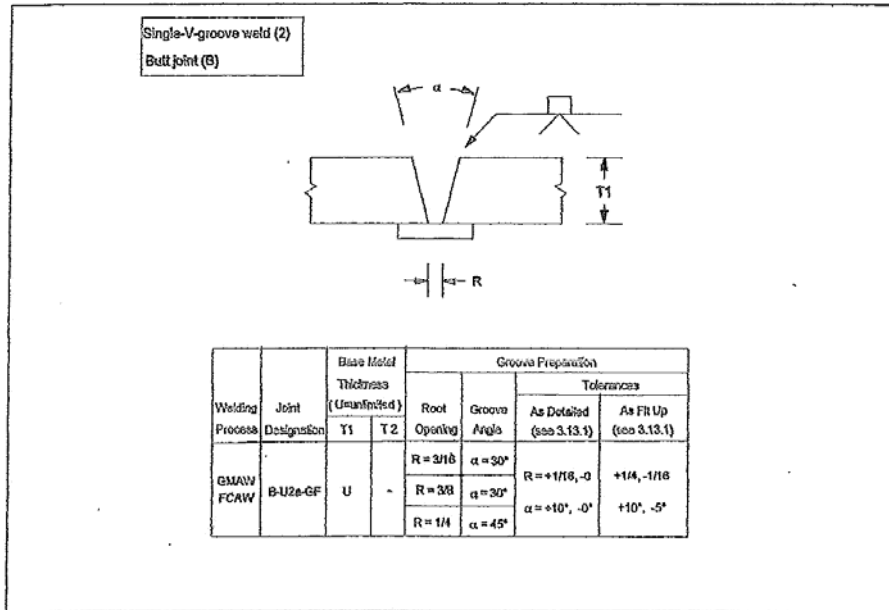 Single-V-groove weld (2)
Butt joint (B)
α
T1
R
Base Metal
Groove Preparation
Thickness
Tolerances
Welding
Joint
(U=unlimited)
Root
Groove
As Detailed
As Fit Up
Process
Designation
T1
T2
Opening
Angle
(see 3.13.1)
(see 3.13.1)
GMAW
FCAW
B-U2a-GF
U
-
R = 3/16
α = 30°
R = 3/8
α = 30°
R = 1/4
α = 45°
R = +1/16, -0
+1/4, -1/16
α = +10°, -0°
+10°, -5°